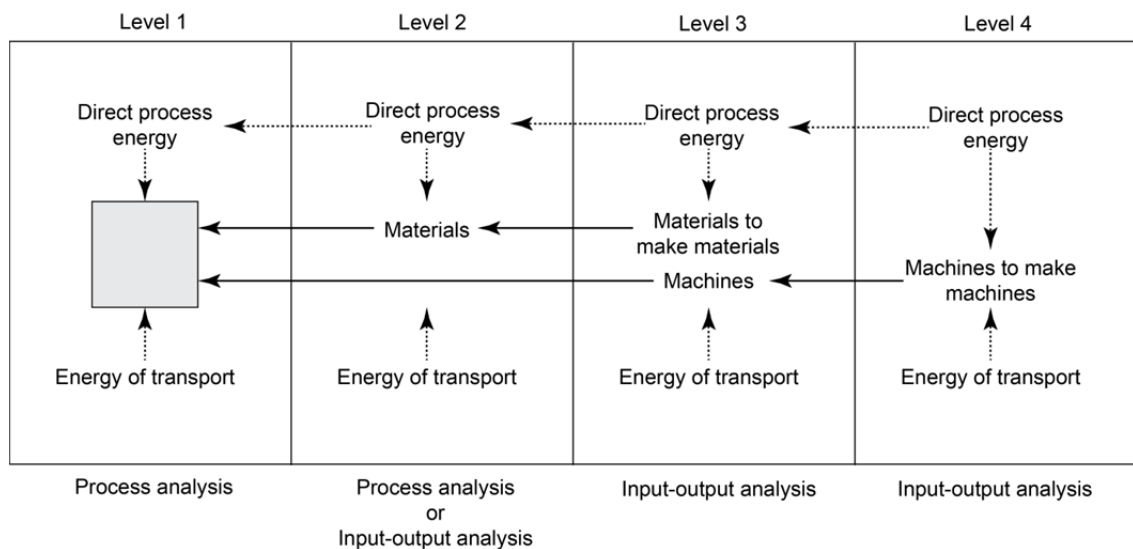 Level 1
Level 2
Level 3
Level 4
Direct process
energy
Direct process
energy
Direct process
energy
Direct process
energy
Materials
Materials to
make materials
Machines
Machines to make
machines
Energy of transport
Energy of transport
Energy of transport
Energy of transport
Process analysis
Process analysis
or
Input-output analysis
Input-output analysis
Input-output analysis